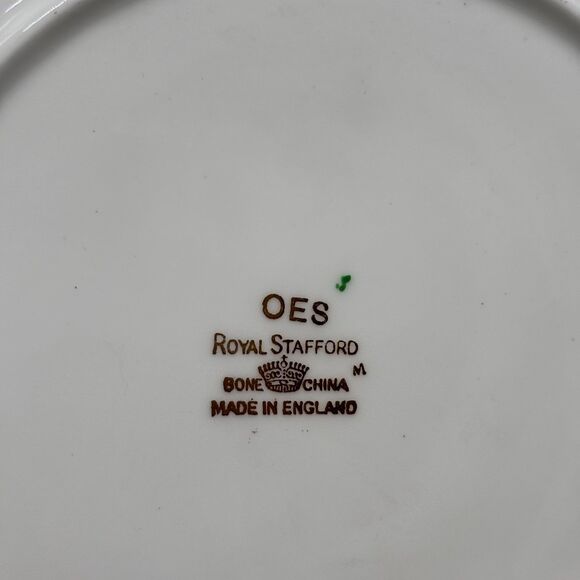 OES
ROYAL STAFFORD
BONE CHINA M
MADE IN ENGLAND